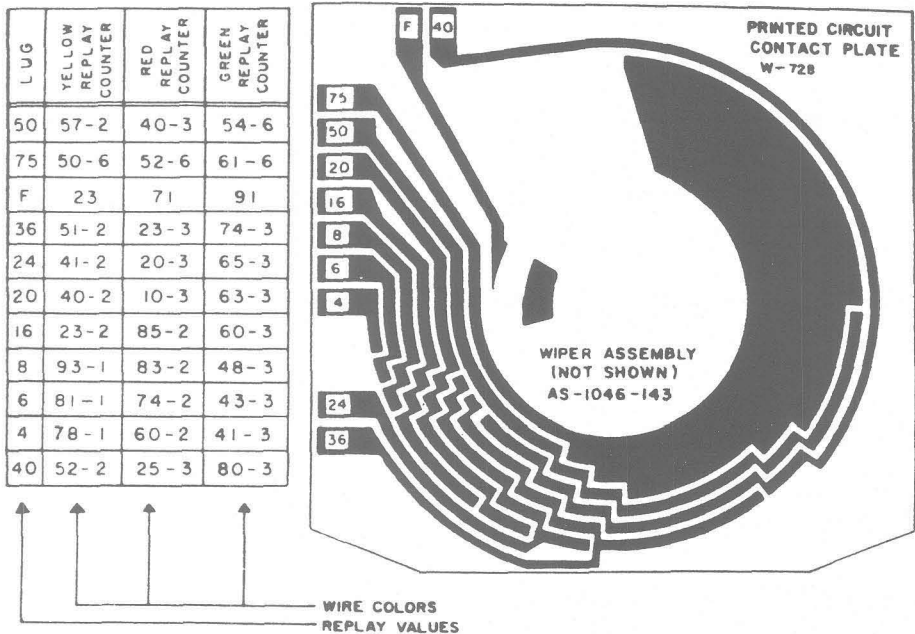 LUG
YELLOW REPLAY COUNTER
RED REPLAY COUNTER
GREEN REPLAY COUNTER
50 57-2 40-3 54-6
75 50-6 52-6 61-6
F 23 71 91
36 51-2 23-3 74-3
24 41-2 20-3 65-3
20 40-2 10-3 63-3
16 23-2 85-2 60-3
8 93-1 83-2 48-3
6 81-1 74-2 43-3
4 78-1 60-2 41-3
40 52-2 25-3 80-3
WIRE COLORS
REPLAY VALUES
F 40
PRINTED CIRCUIT
CONTACT PLATE
W-728
75
50
20
16
8
6
4
24
36
WIPER ASSEMBLY
(NOT SHOWN)
AS-1046-143